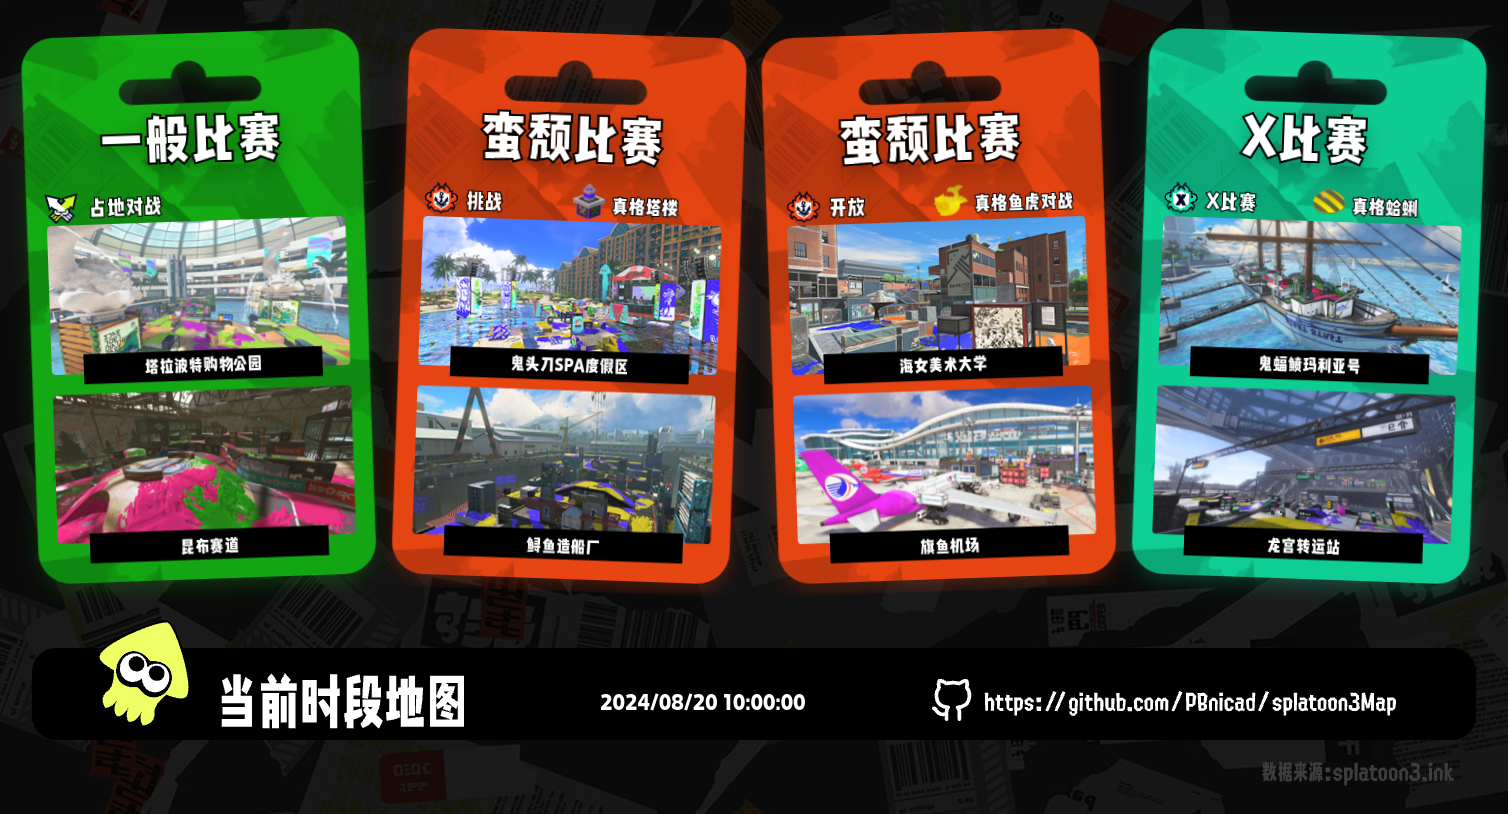 一般比赛
占地对战
塔拉波特购物公园
昆布赛道
蛮颓比赛
挑战
真格塔楼
鬼头刀SPA度假区
鲟鱼造船厂
蛮颓比赛
开放
真格鱼虎对战
海女美术大学
旗鱼机场
X比赛
X比赛
真格蛤蜊
鬼蝠鲼玛利亚号
龙宫转运站
当前时段地图
2024/08/20 10:00:00
https://github.com/PBnicad/splatoon3Map
数据来源:splatoon3.ink